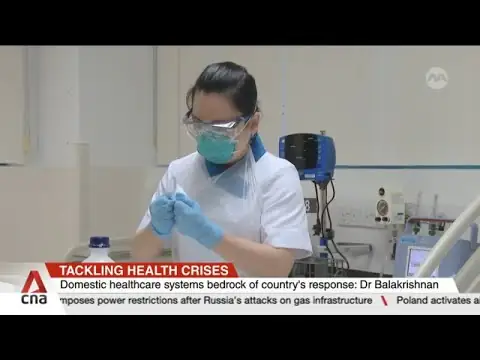 TACKLING HEALTH CRISES
Domestic healthcare systems bedrock of country's response: Dr Balakrishnan
cna
mposes power restrictions after Russia's attacks on gas infrastructure
Poland activates a